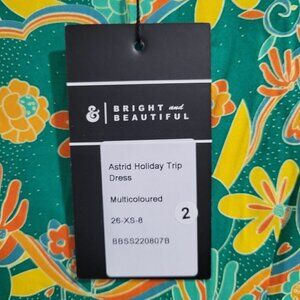 & BRIGHT and
BEAUTIFUL
Astrid Holiday Trip
Dress
Multicoloured
26-XS-8
2
BBSS220807B